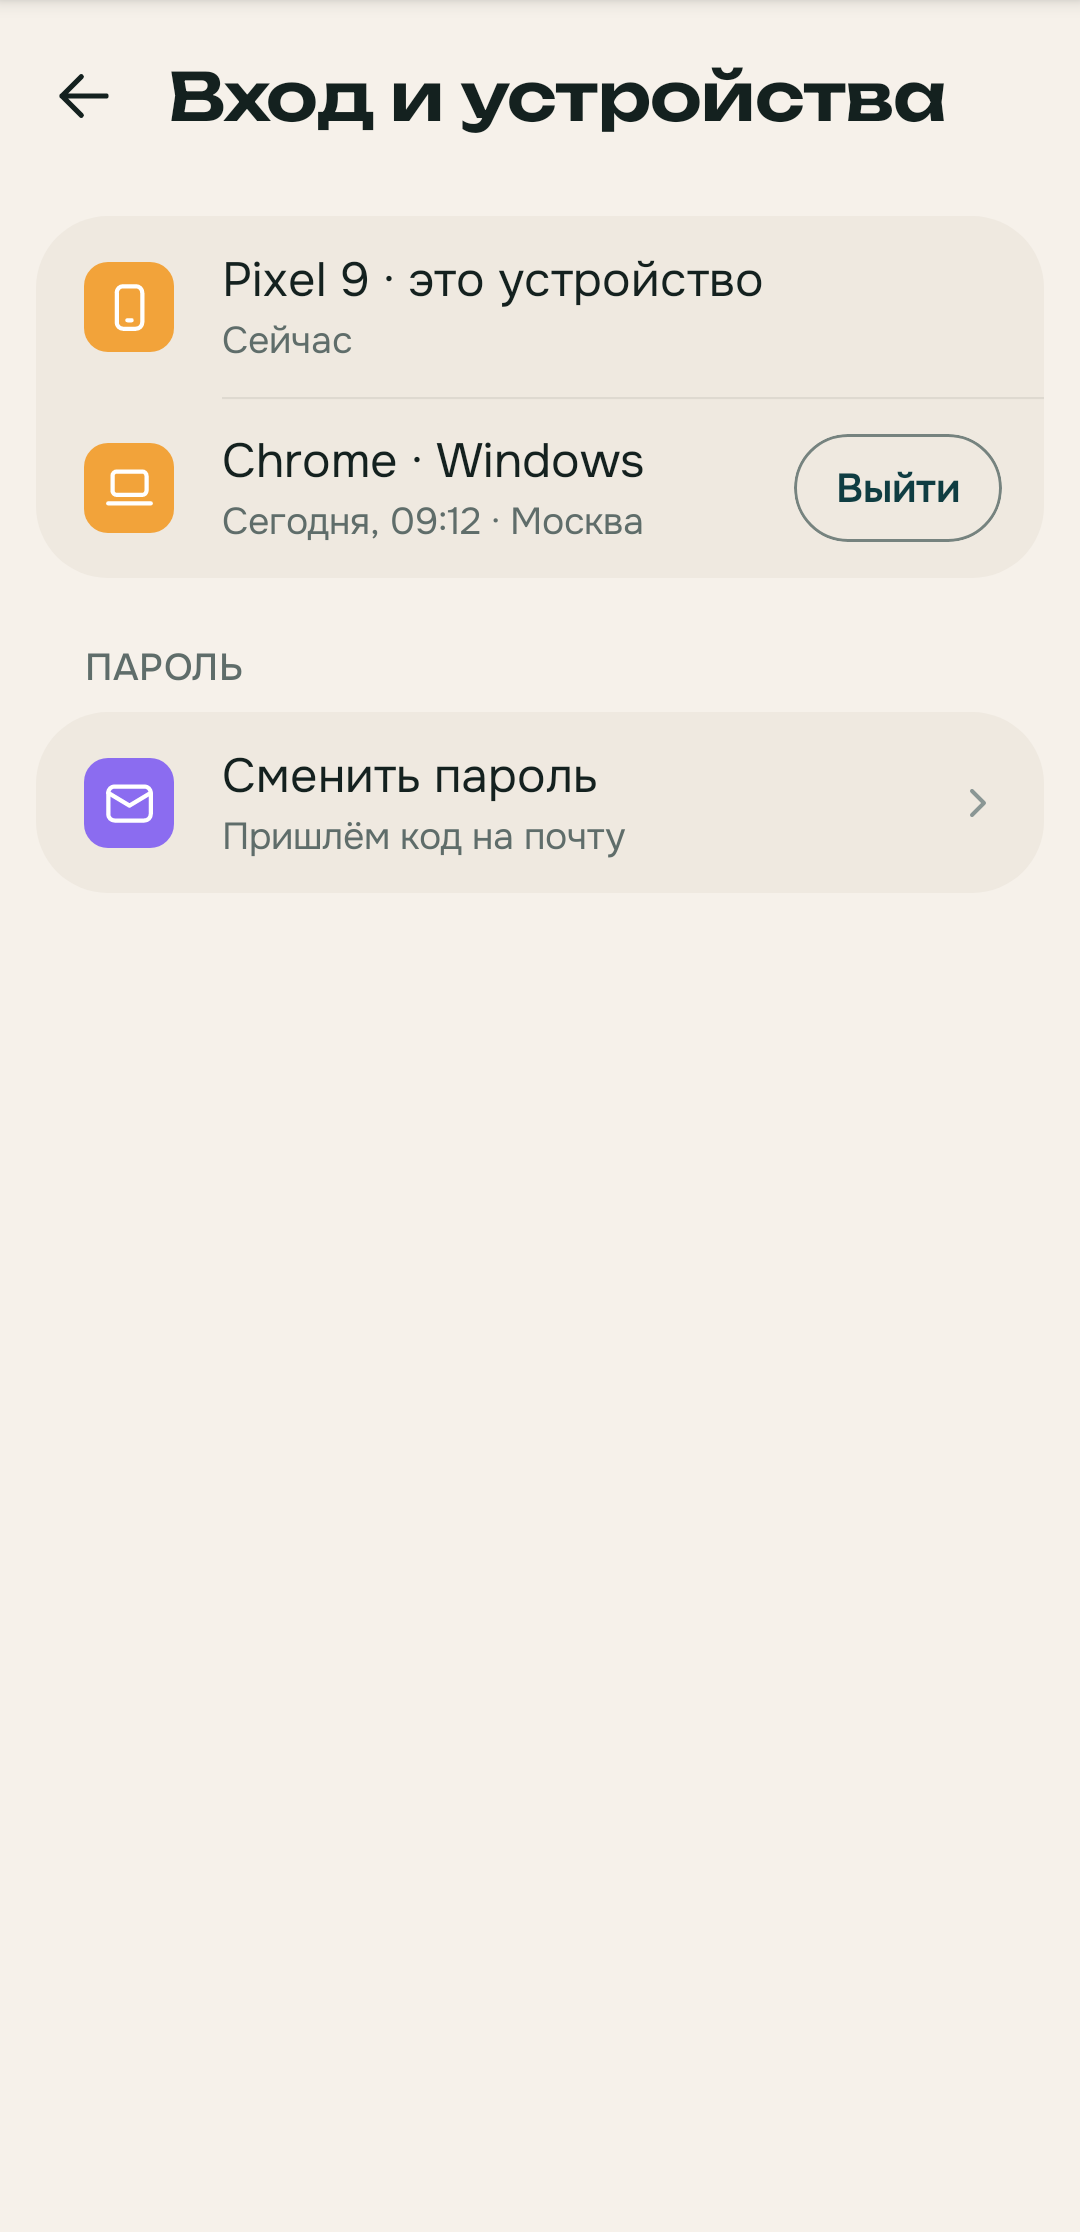 Вход и устройства
Pixel 9 · это устройство
Сейчас
Chrome · Windows
Сегодня, 09:12 · Москва
Выйти
ПАРОЛЬ
Сменить пароль
Пришлём код на почту